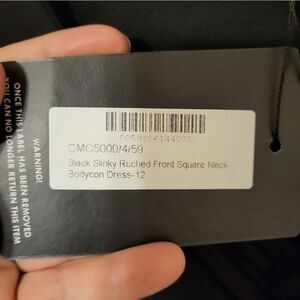 GMC5000/4/59
Black Slinky Ruched Front Square Neck
Bodycon Dress-12
WARNING!
ONCE THIS LABEL HAS BEEN REMOVED
YOU CAN NO LONGER RETURN THIS ITEM